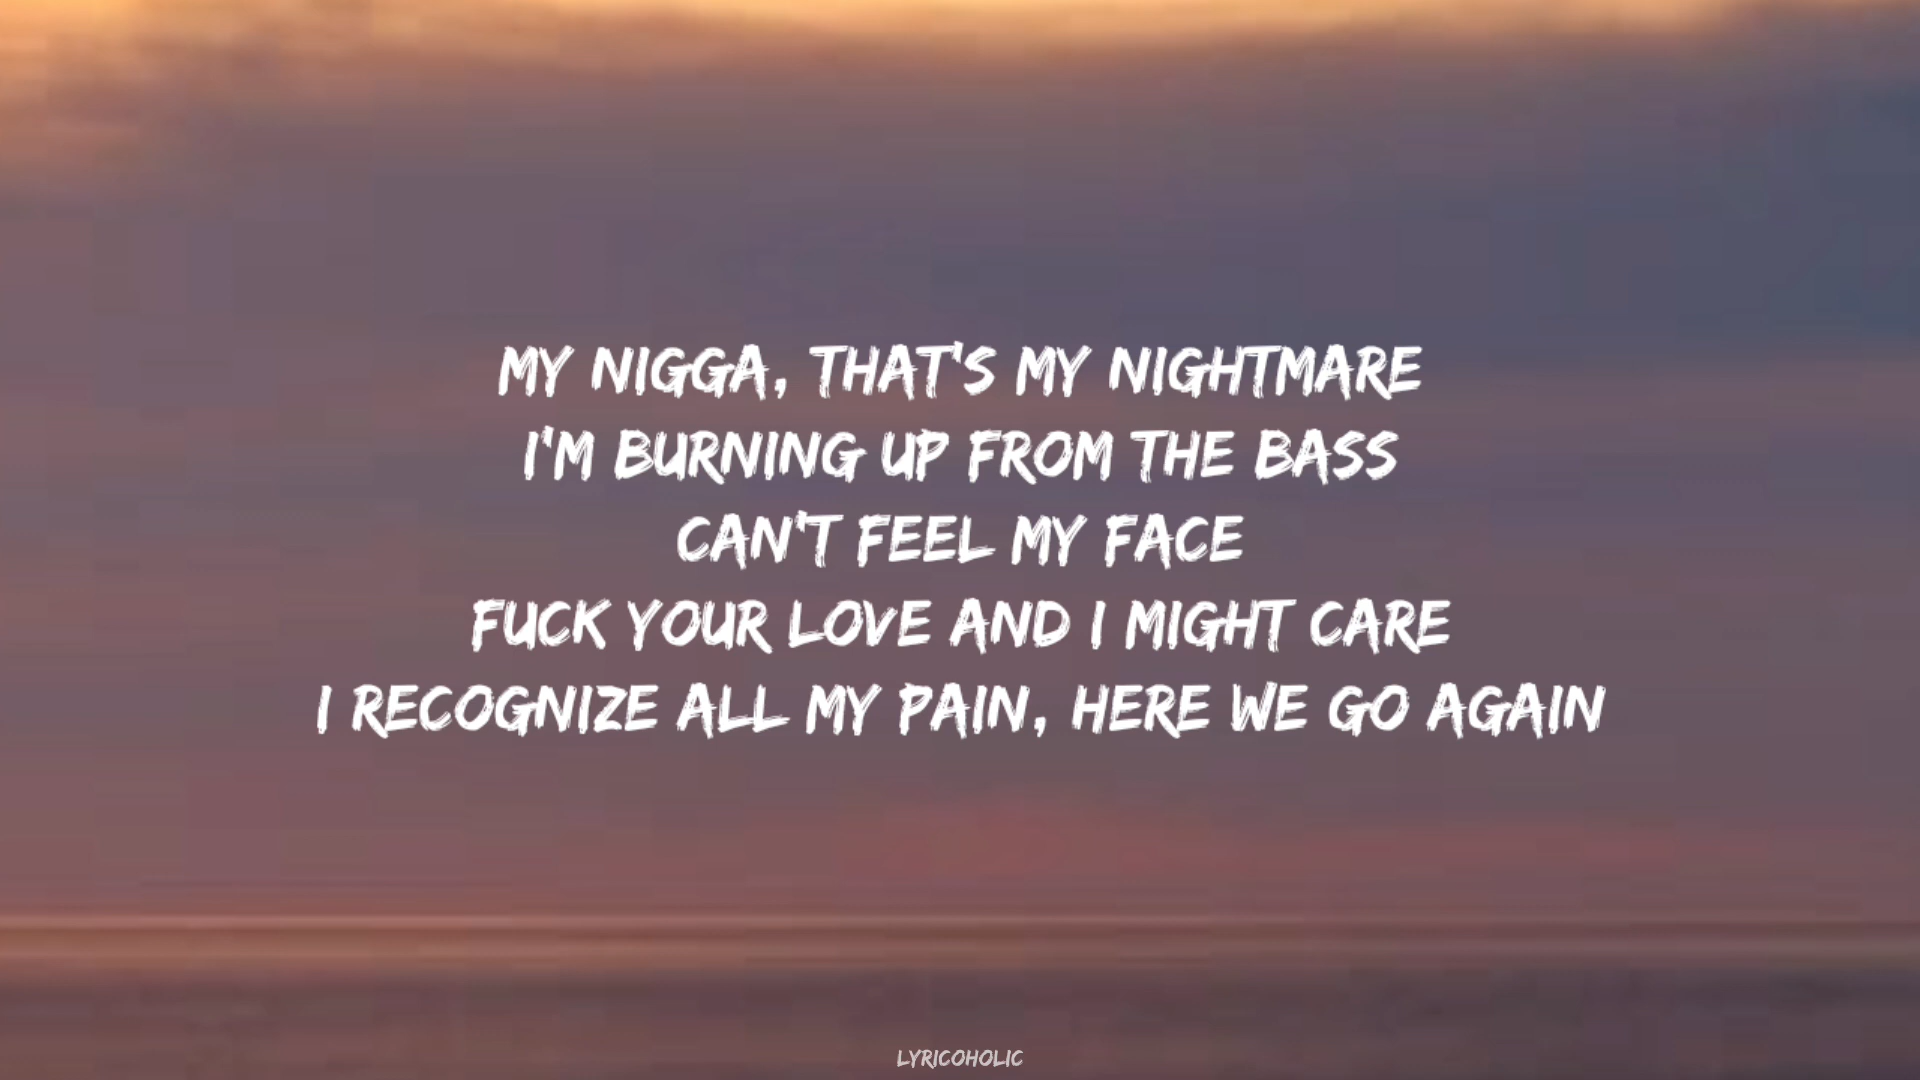 MY NIGGA, THAT'S MY NIGHTMARE
I'M BURNING UP FROM THE BASS
CAN'T FEEL MY FACE
FUCK YOUR LOVE AND I MIGHT CARE
I RECOGNIZE ALL MY PAIN, HERE WE GO AGAIN
LYRICOHOLIC